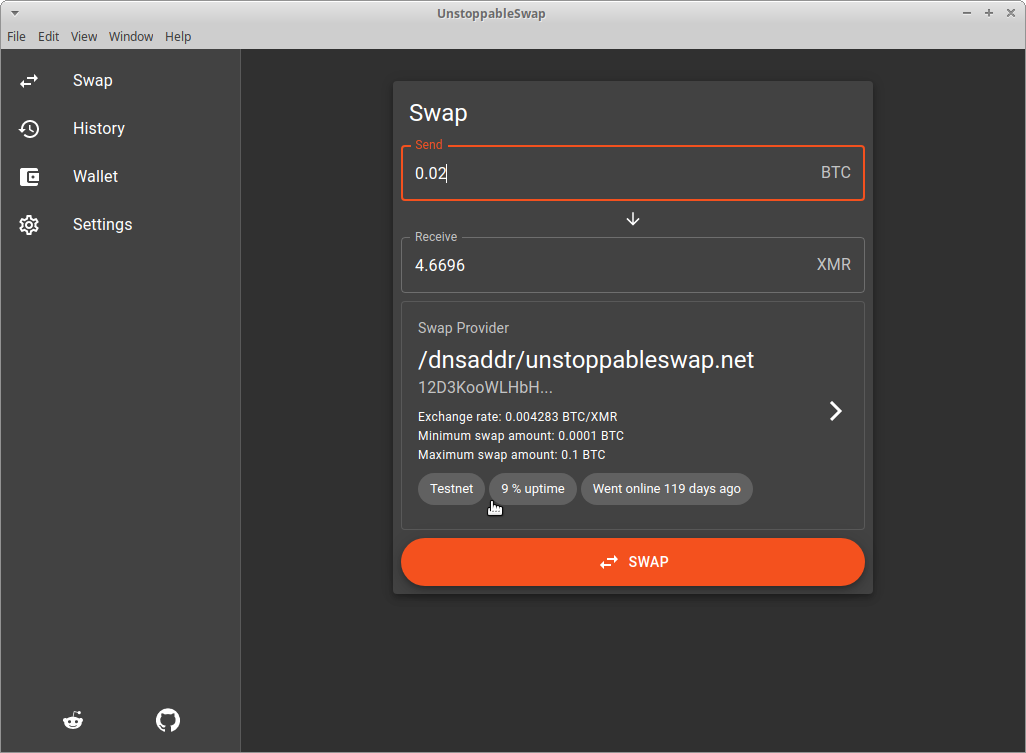 UnstoppableSwap
File Edit View Window Help
Swap
History
Wallet
Settings
Swap
Send
0.02 BTC
Receive
4.6696 XMR
Swap Provider
/dnsaddr/unstoppableswap.net
12D3KooWLHbH...
Exchange rate: 0.004283 BTC/XMR
Minimum swap amount: 0.0001 BTC
Maximum swap amount: 0.1 BTC
Testnet 9 % uptime Went online 119 days ago
SWAP